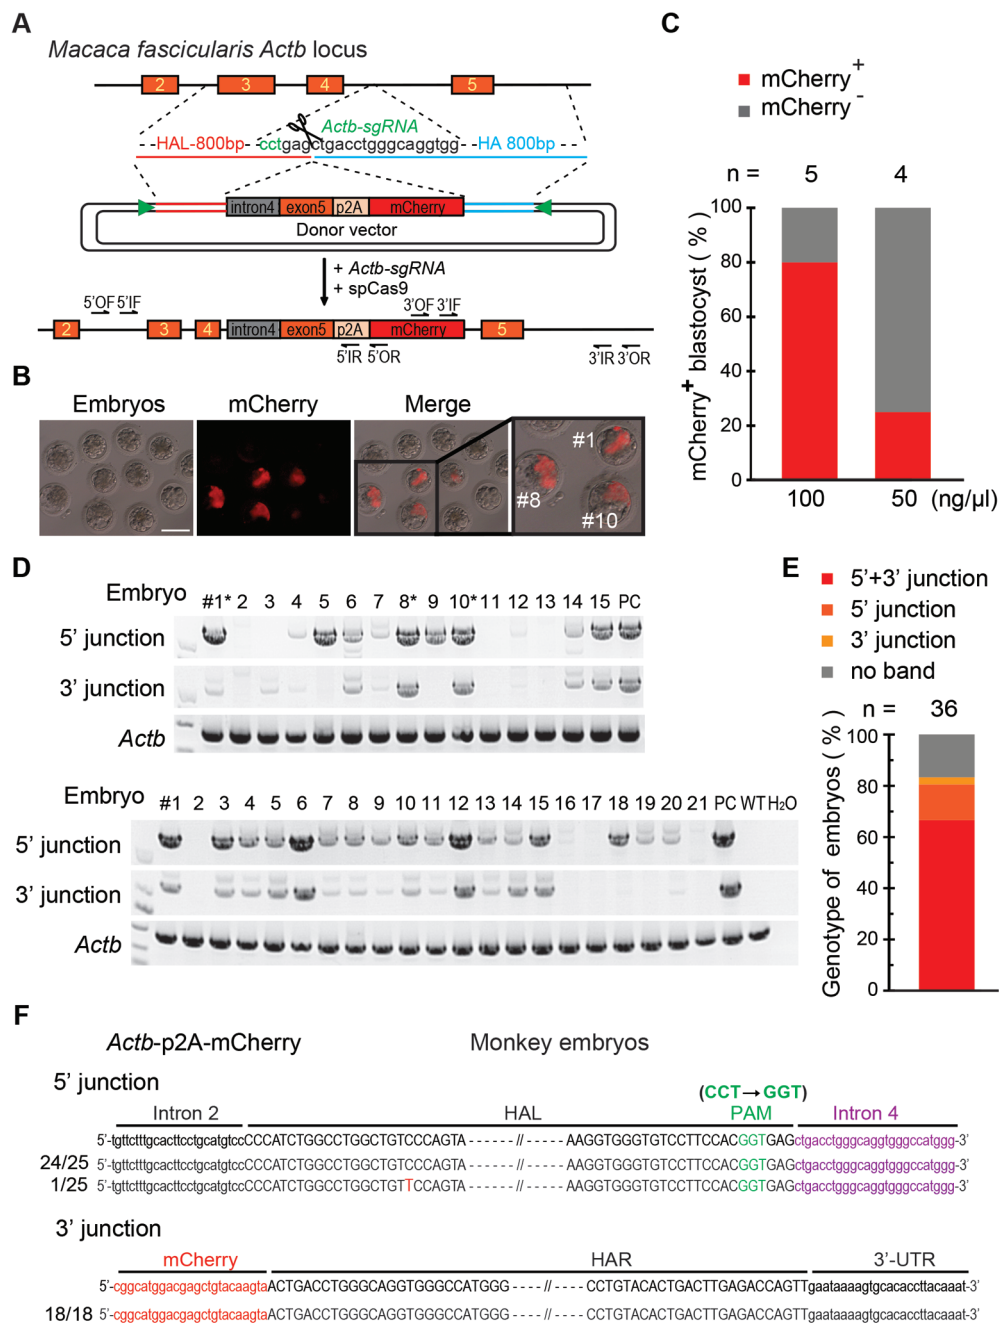 A
Macaca fascicularis Actb locus
2 3 4 5
Actb-sgRNA
HAL-800bp cctgagctgacctgggcaggtgg HA 800bp
intron4 exon5 p2A mCherry
Donor vector
+ Actb-sgRNA
+ spCas9
5'OF 5'IF 3'OF 3'IF
2 3 4 intron4 exon5 p2A mCherry 5
5'IR 5'OR 3'IR 3'OR
B
Embryos mCherry Merge
#1
#8
#10
C
mCherry+
mCherry-
n = 5 4
mCherry+ blastocyst ( % )
100
80
60
40
20
0
100 50 (ng/µl)
D
Embryo #1* 2 3 4 5 6 7 8* 9 10* 11 12 13 14 15 PC
5' junction
3' junction
Actb
Embryo #1 2 3 4 5 6 7 8 9 10 11 12 13 14 15 16 17 18 19 20 21 PC WT H2O
5' junction
3' junction
Actb
E
5'+3' junction
5' junction
3' junction
no band
n = 36
Genotype of embryos ( % )
100
80
60
40
20
0
F
Actb-p2A-mCherry Monkey embryos
5' junction
(CCT→GGT)
Intron 2 HAL PAM Intron 4
5'-tgttctttgcacttcctgcatgtccCCCATCTGGCCTGGCTGTCCCAGTA ------ // ----- AAGGTGGGTGTCCTTCCACGGTGAGctgacctgggcaggtgggccatggg-3'
24/25 5'-tgttctttgcacttcctgcatgtccCCCATCTGGCCTGGCTGTCCCAGTA ------ // ----- AAGGTGGGTGTCCTTCCACGGTGAGctgacctgggcaggtgggccatggg-3'
1/25 5'-tgttctttgcacttcctgcatgtccCCCATCTGGCCTGGCTGTTCCAGTA ------ // ----- AAGGTGGGTGTCCTTCCACGGTGAGctgacctgggcaggtgggccatggg-3'
3' junction
mCherry HAR 3'-UTR
5'-cggcatggacgagctgtacaagtaACTGACCTGGGCAGGTGGGCCATGGG ---- // ---- CCTGTACACTGACTTGAGACCAGTTgaataaaagtgcacaccttacaaat-3'
18/18 5'-cggcatggacgagctgtacaagtaACTGACCTGGGCAGGTGGGCCATGGG ---- // ---- CCTGTACACTGACTTGAGACCAGTTgaataaaagtgcacaccttacaaat-3'